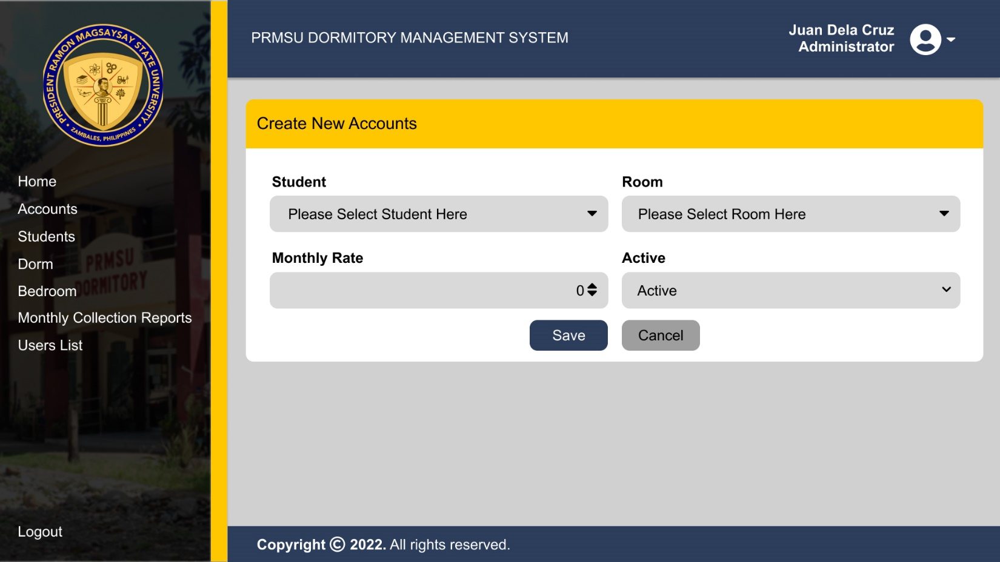 PRESIDENT RAMON MAGSAYSAY STATE UNIVERSITY
ZAMBALES, PHILIPPINES
PRMSU DORMITORY MANAGEMENT SYSTEM
Juan Dela Cruz
Administrator
Home
Accounts
Students
Dorm
Bedroom
Monthly Collection Reports
Users List
Logout
PRMSU
DORMITORY
Create New Accounts
Student
Room
Please Select Student Here
Please Select Room Here
Monthly Rate
Active
0
Active
Save
Cancel
Copyright © 2022. All rights reserved.